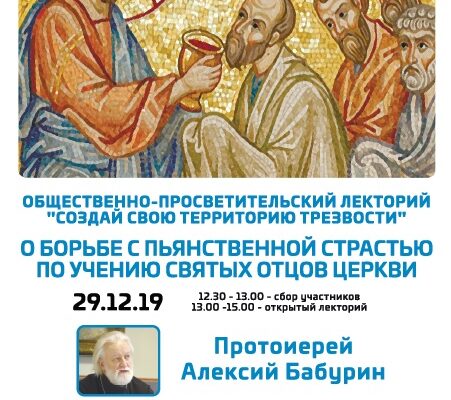 ОБЩЕСТВЕННО-ПРОСВЕТИТЕЛЬСКИЙ ЛЕКТОРИЙ
"СОЗДАЙ СВОЮ ТЕРРИТОРИЮ ТРЕЗВОСТИ"
О БОРЬБЕ С ПЬЯНСТВЕННОЙ СТРАСТЬЮ
ПО УЧЕНИЮ СВЯТЫХ ОТЦОВ ЦЕРКВИ
29.12.19
12.30 - 13.00 - сбор участников
13.00 -15.00 - открытый лекторий
Протоиерей
Алексий Бабурин